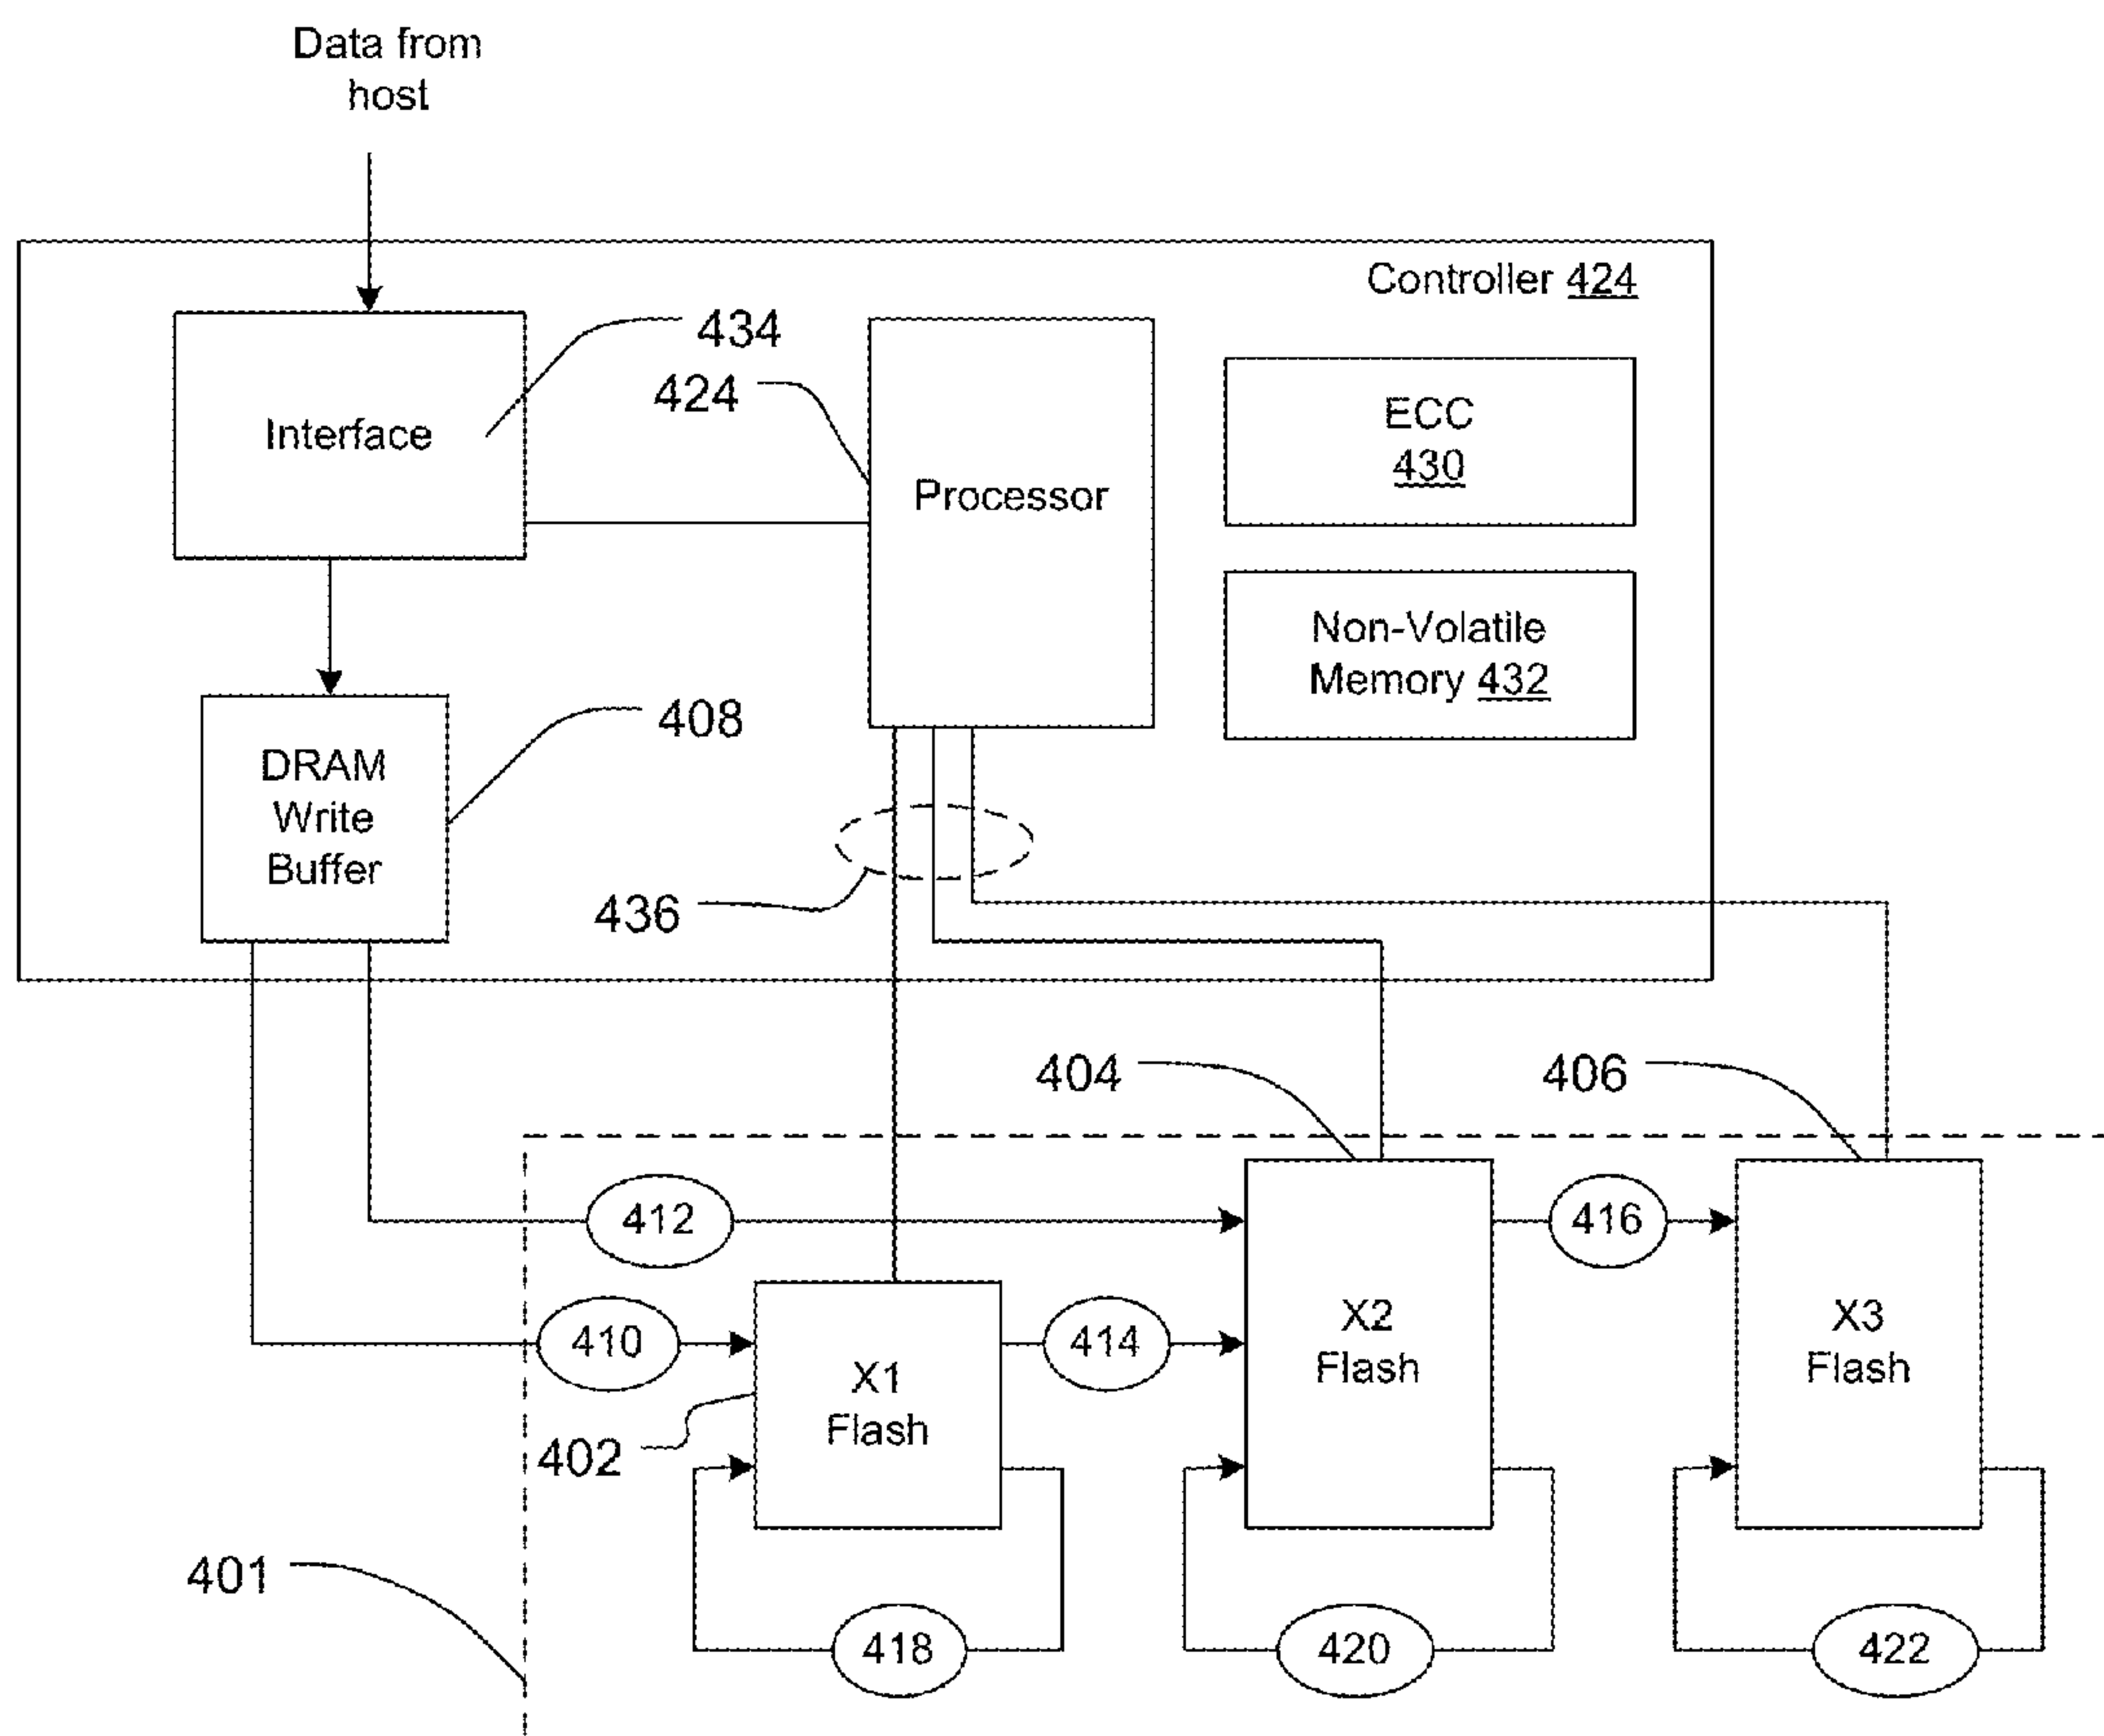 Data from
host
Controller 424
434
424
Interface
Processor
ECC
430
Non-Volatile
Memory 432
408
DRAM
Write
Buffer
436
404
406
412
416
410
414
X1
Flash
X2
Flash
X3
Flash
402
401
418
420
422